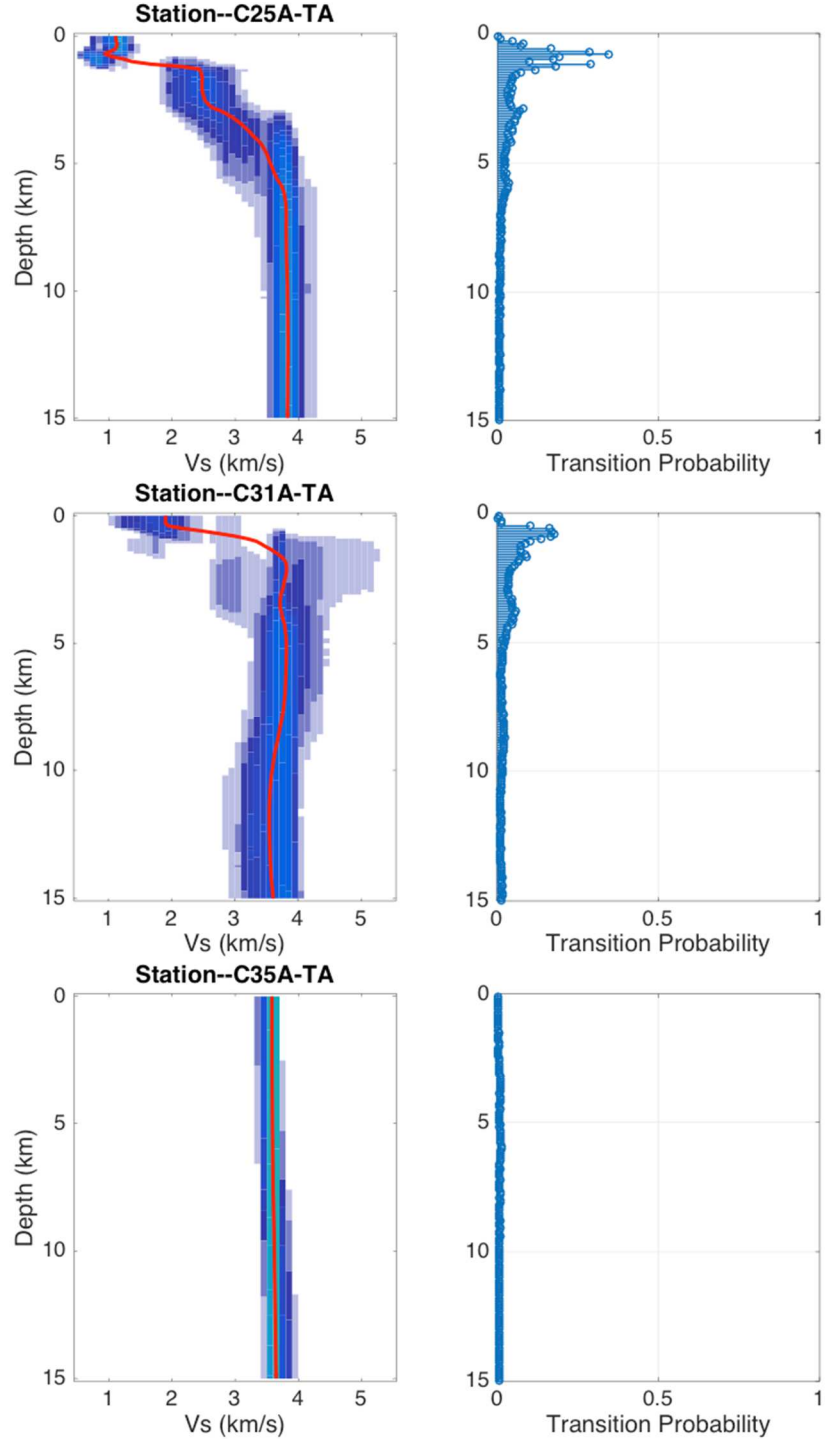 Station--C25A-TA
0
5
10
15
Depth (km)
1 2 3 4 5
Vs (km/s)
0
5
10
15
0 0.5 1
Transition Probability
Station--C31A-TA
0
5
10
15
Depth (km)
1 2 3 4 5
Vs (km/s)
0
5
10
15
0 0.5 1
Transition Probability
Station--C35A-TA
0
5
10
15
Depth (km)
1 2 3 4 5
Vs (km/s)
0
5
10
15
0 0.5 1
Transition Probability